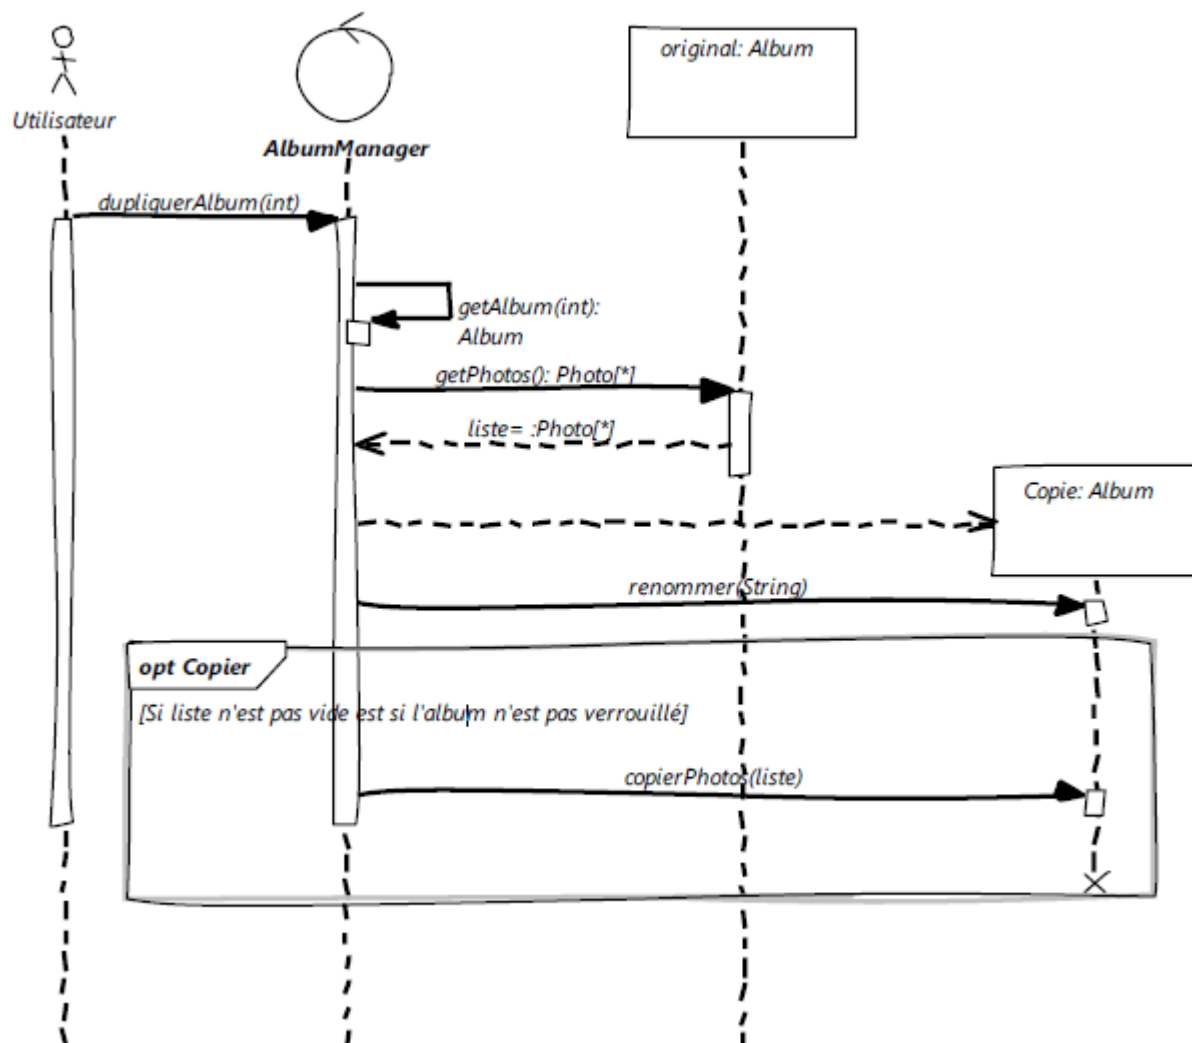 Utilisateur
AlbumManager
original: Album
dupliquerAlbum(int)
getAlbum(int):
Album
getPhotos(): Photo[*]
liste= :Photo[*]
Copie: Album
renommer(String)
opt Copier
[Si liste n'est pas vide est si l'album n'est pas verrouillé]
copierPhotos(liste)